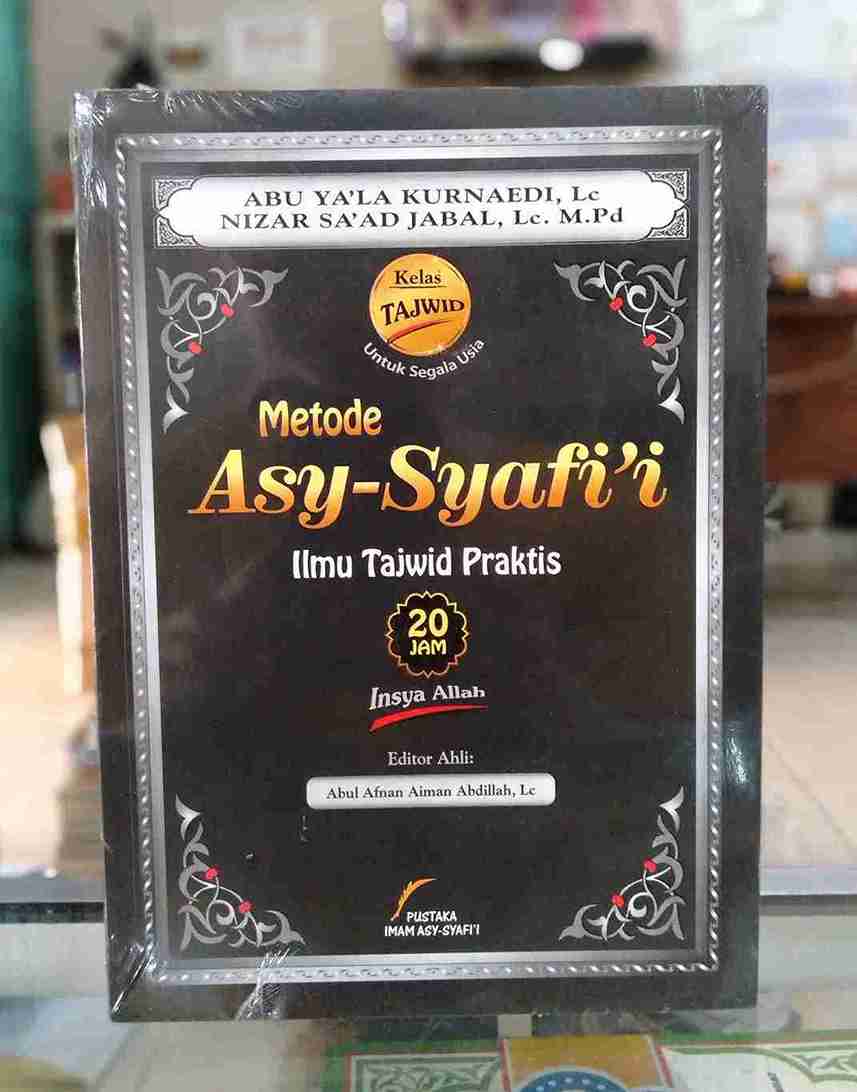 ABU YA'LA KURNAEDI, Lc
NIZAR SA'AD JABAL, Lc. M.Pd
Kelas
TAJWID
Untuk Segala Usia
Metode
Asy-Syafi'i
Ilmu Tajwid Praktis
20
JAM
Insya Allah
Editor Ahli:
Abul Afnan Aiman Abdillah, Lc
PUSTAKA
IMAM ASY-SYAFI'I